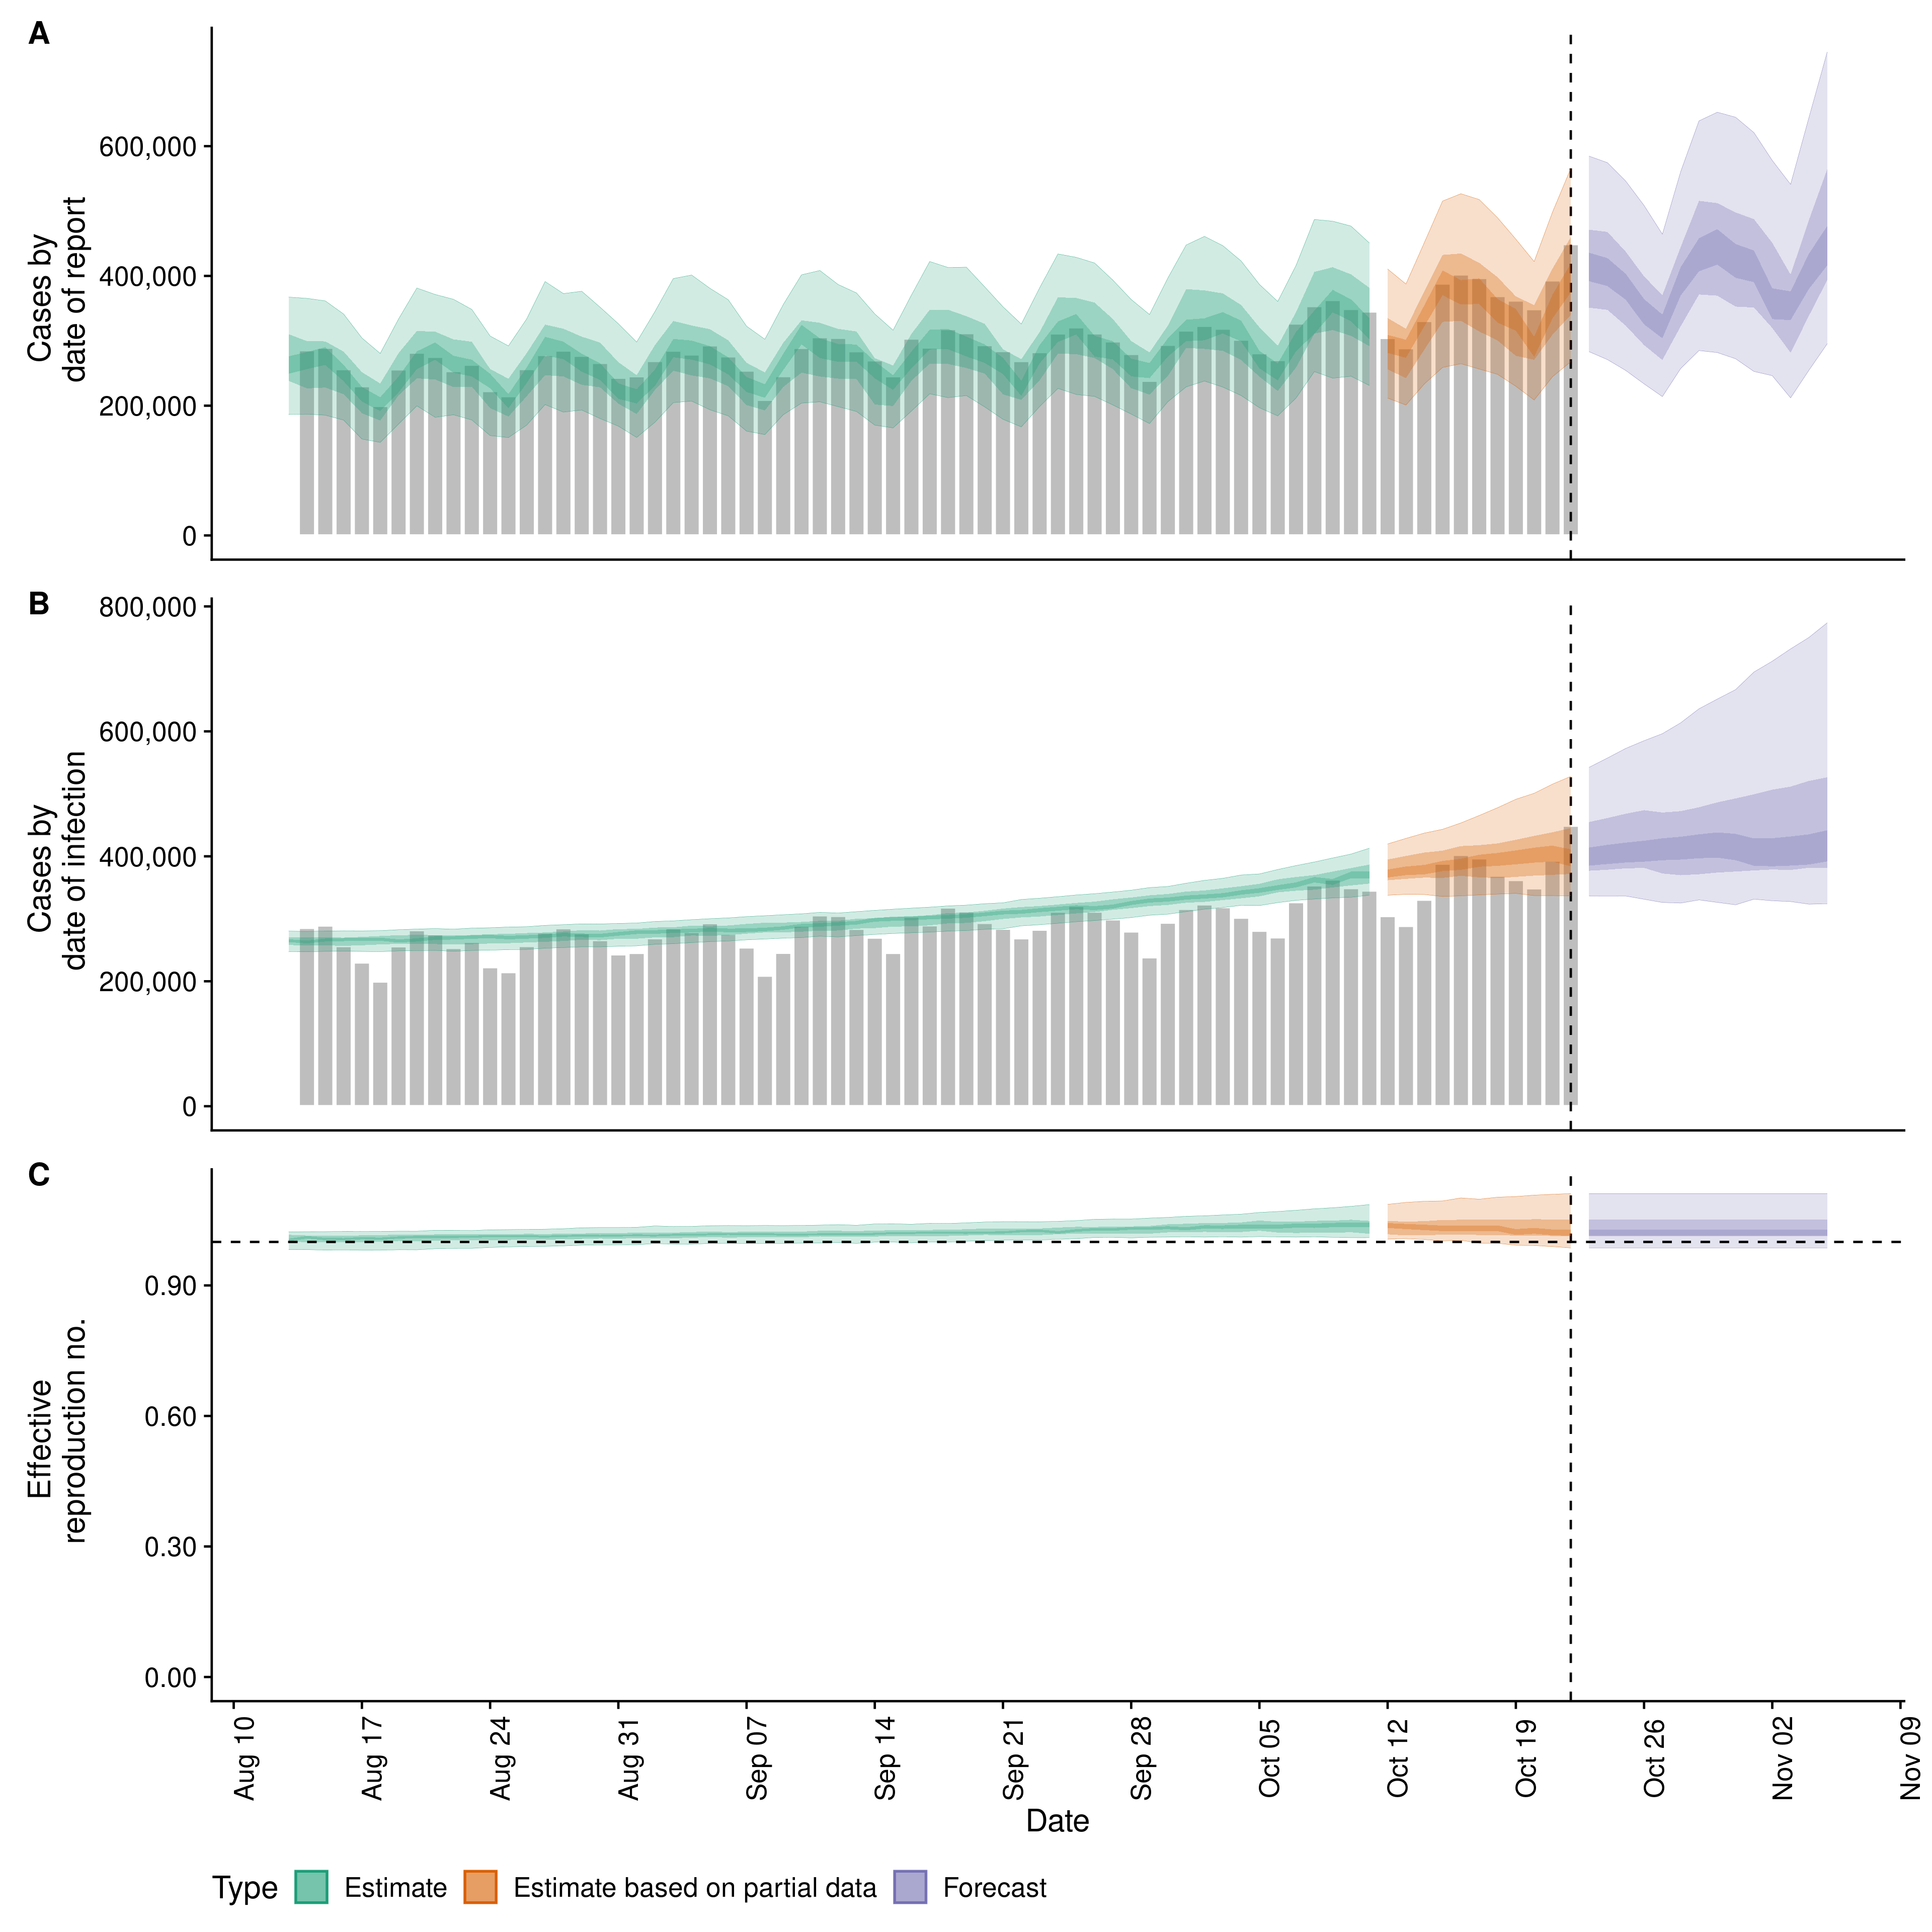 A
Cases by
date of report
600,000
400,000
200,000
0
B
Cases by
date of infection
800,000
600,000
400,000
200,000
0
C
Effective
reproduction no.
0.90
0.60
0.30
0.00
Aug 10
Aug 17
Aug 24
Aug 31
Sep 07
Sep 14
Sep 21
Sep 28
Oct 05
Oct 12
Oct 19
Oct 26
Nov 02
Nov 09
Date
Type
Estimate
Estimate based on partial data
Forecast